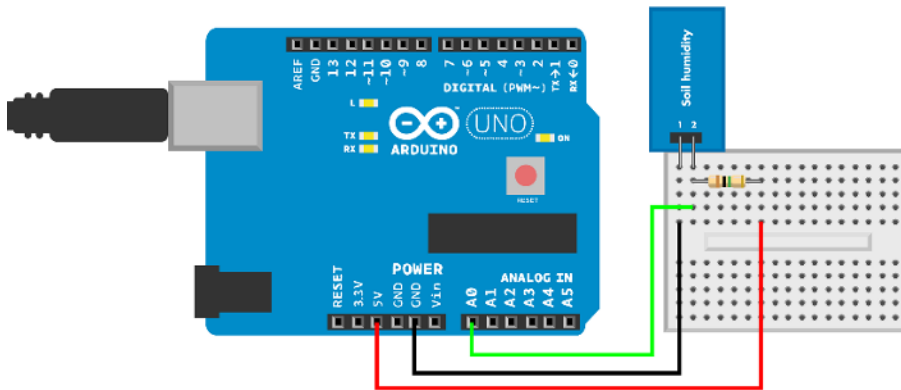 AREF
GND
13
12
~11
~10
~9
8
7
~6
~5
4
~3
2
TX→1
RX←0
DIGITAL (PWM~)
Soil humidity
1 2
L
TX
RX
ARDUINO
UNO
ON
RESET
POWER
ANALOG IN
RESET
3.3V
5V
GND
GND
Vin
A0
A1
A2
A3
A4
A5